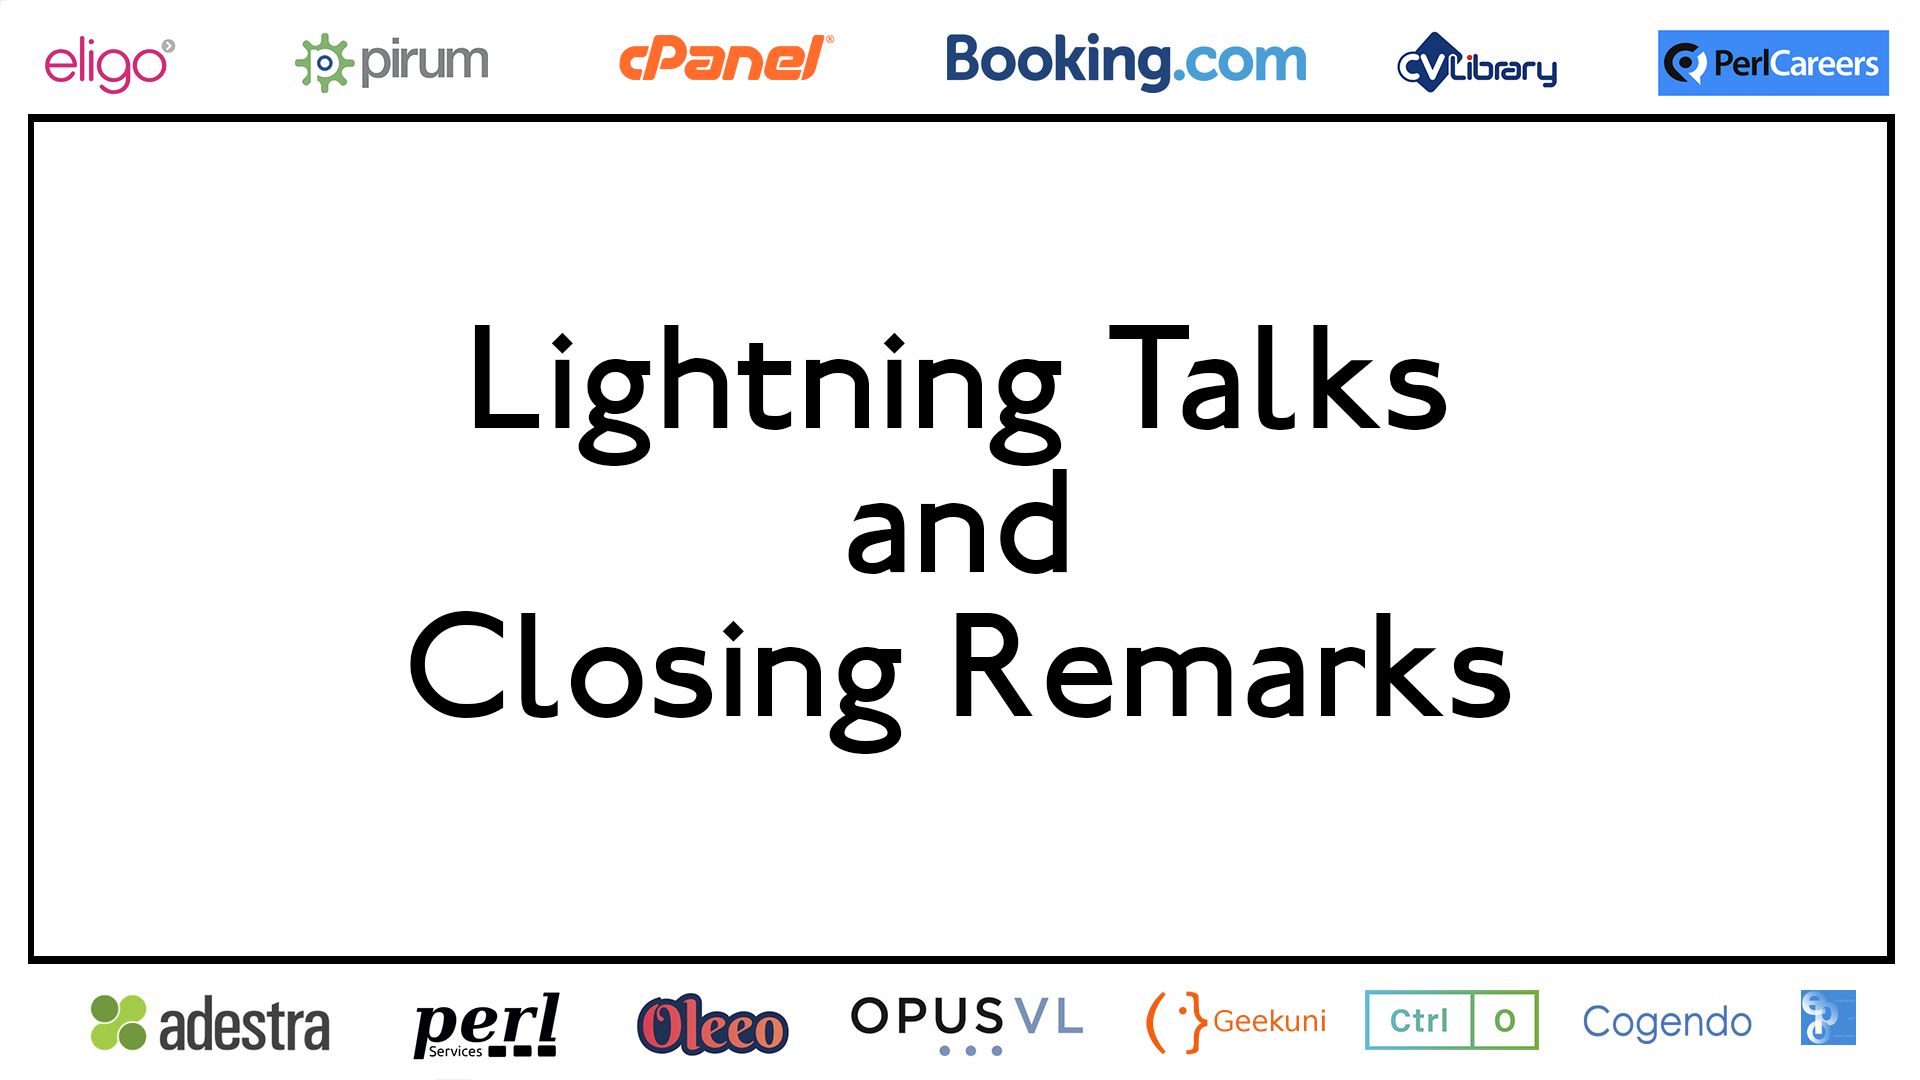 eligo
pirum
cPanel®
Booking.com
CVLibrary
PerlCareers
Lightning Talks
and
Closing Remarks
adestra
perl
Services
Oleeo
OPUS VL
Geekuni
Ctrl O
Cogendo
epo